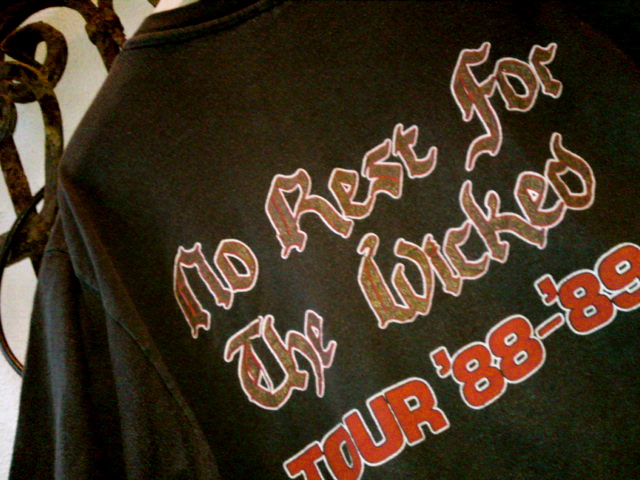 No Rest For
The Wicked
TOUR '88-'89